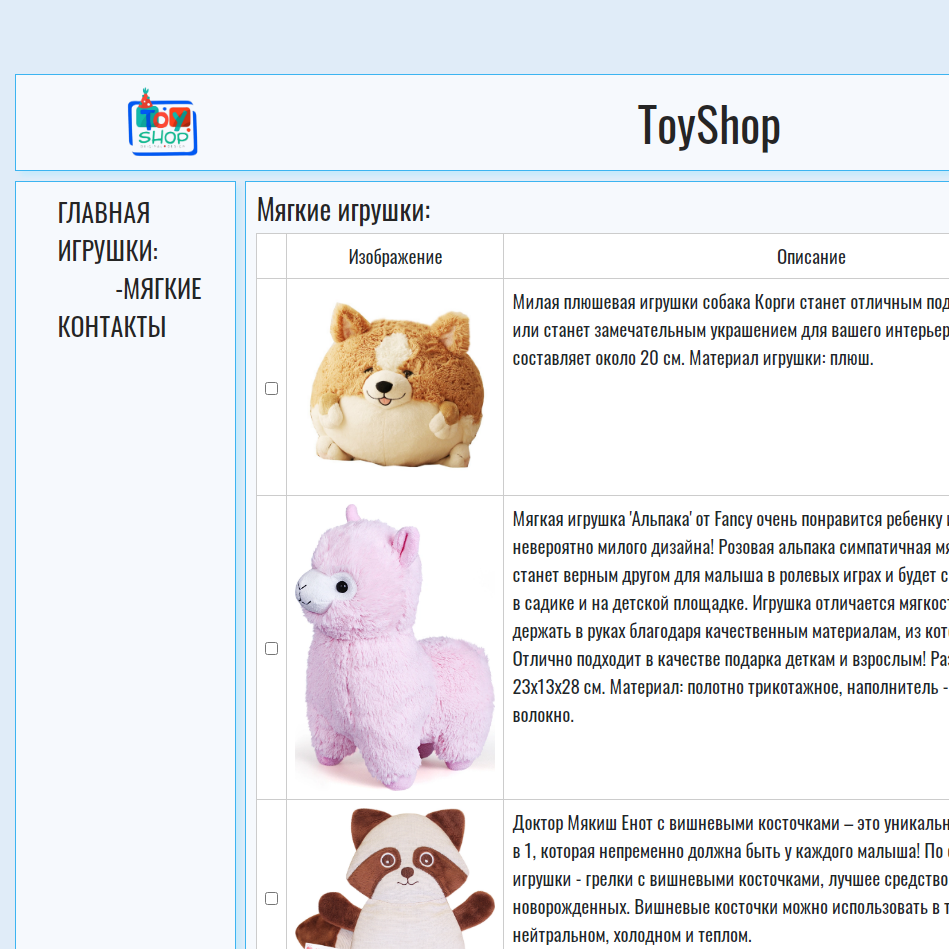 TOY
SHOP
ToyShop
ГЛАВНАЯ
ИГРУШКИ:
-МЯГКИЕ
КОНТАКТЫ
Мягкие игрушки:
Изображение
Описание
Милая плюшевая игрушки собака Корги станет отличным под
или станет замечательным украшением для вашего интерьер
составляет около 20 см. Материал игрушки: плюш.
Мягкая игрушка 'Альпака' от Fancy очень понравится ребенку
невероятно милого дизайна! Розовая альпака симпатичная мя
станет верным другом для малыша в ролевых играх и будет с
в садике и на детской площадке. Игрушка отличается мягкост
держать в руках благодаря качественным материалам, из кот
Отлично подходит в качестве подарка деткам и взрослым! Раз
23х13х28 см. Материал: полотно трикотажное, наполнитель -
волокно.
Доктор Мякиш Енот с вишневыми косточками – это уникальн
в 1, которая непременно должна быть у каждого малыша! По
игрушки - грелки с вишневыми косточками, лучшее средство
новорожденных. Вишневые косточки можно использовать в т
нейтральном, холодном и теплом.